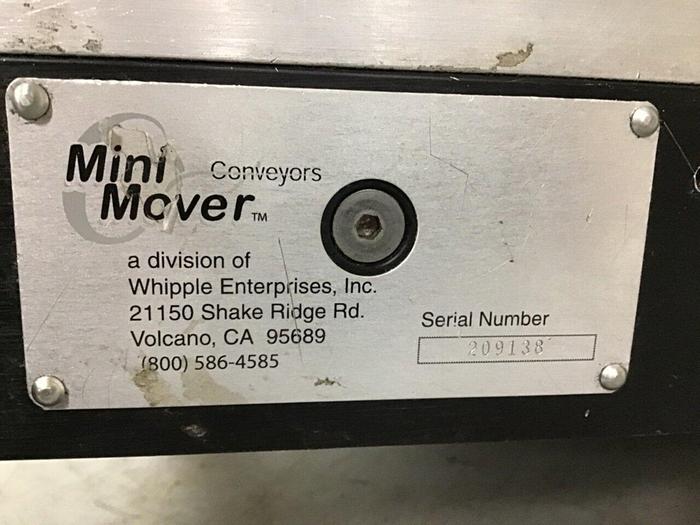 Mini
Mover™
Conveyors
a division of
Whipple Enterprises, Inc.
21150 Shake Ridge Rd.
Volcano, CA 95689
(800) 586-4585
Serial Number
209138